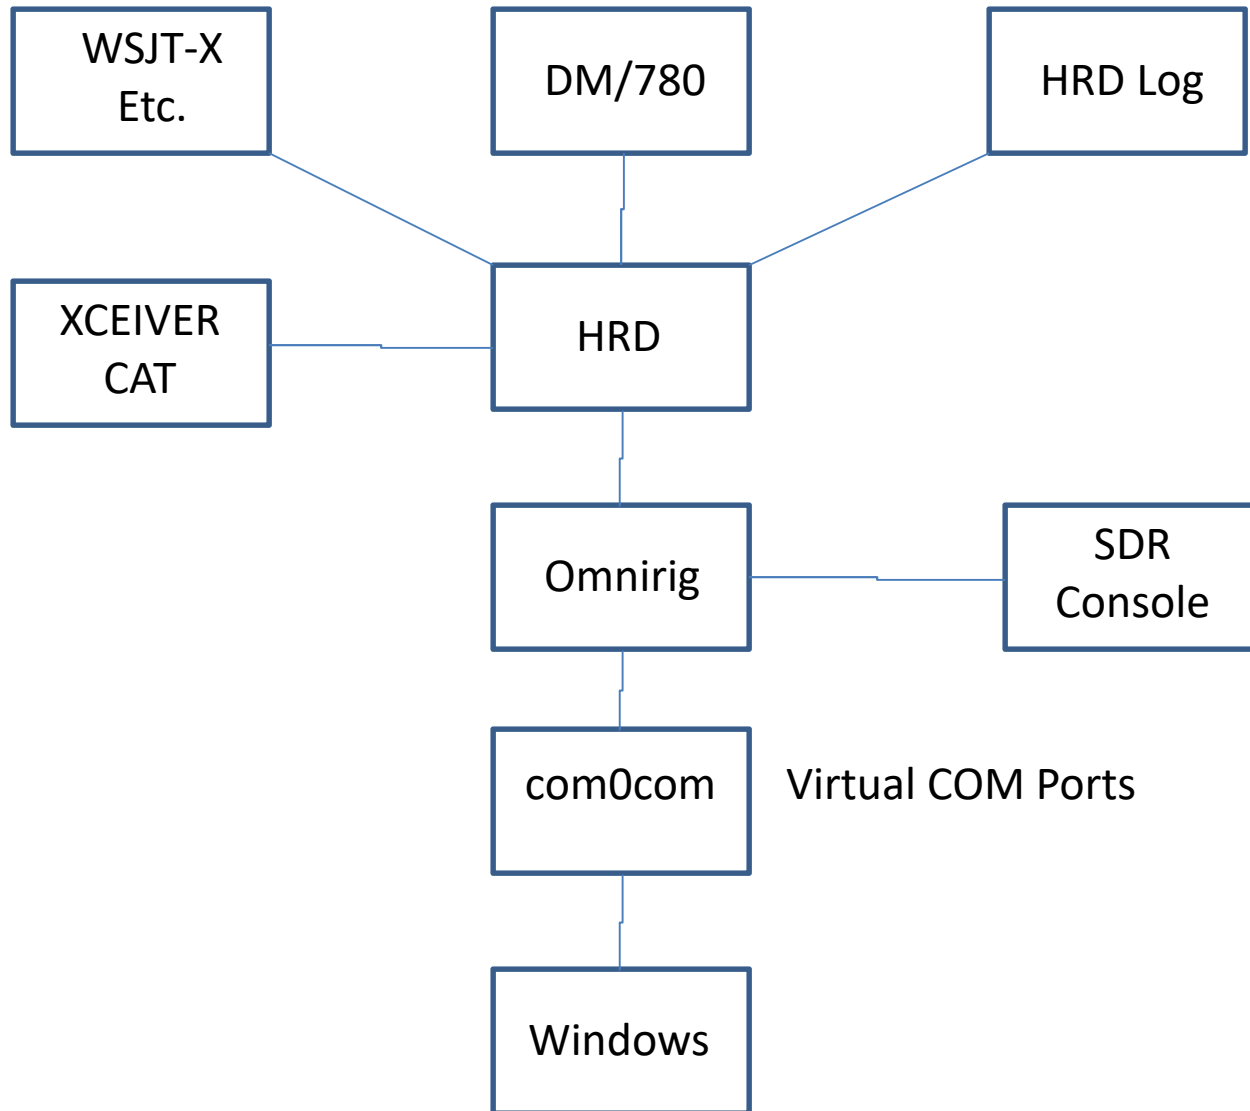 WSJT-X
Etc.
DM/780
HRD Log
XCEIVER
CAT
HRD
Omnirig
SDR
Console
com0com
Virtual COM Ports
Windows